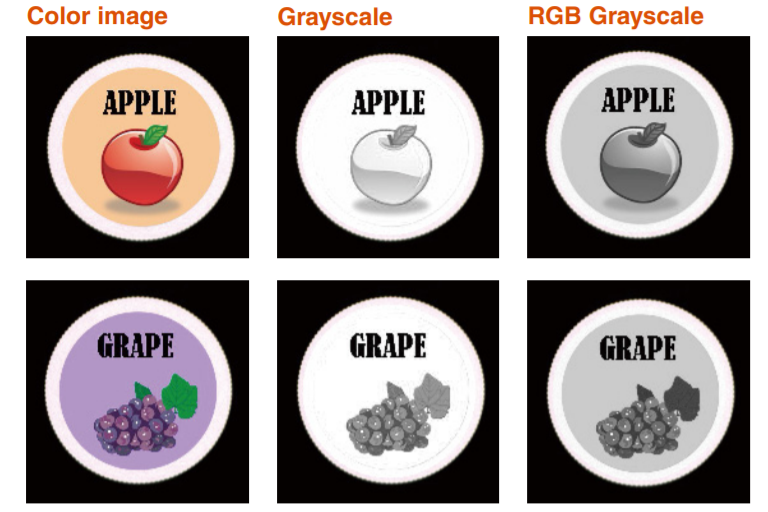 Color image
Grayscale
RGB Grayscale
APPLE
APPLE
APPLE
GRAPE
GRAPE
GRAPE